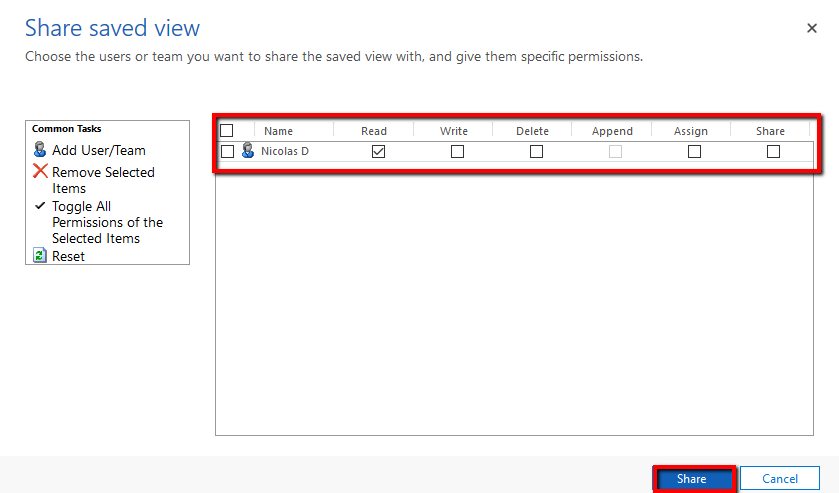 Share saved view
Choose the users or team you want to share the saved view with, and give them specific permissions.
Common Tasks
Add User/Team
Remove Selected
Items
Toggle All
Permissions of the
Selected Items
Reset
Name Read Write Delete Append Assign Share
Nicolas D
Share Cancel